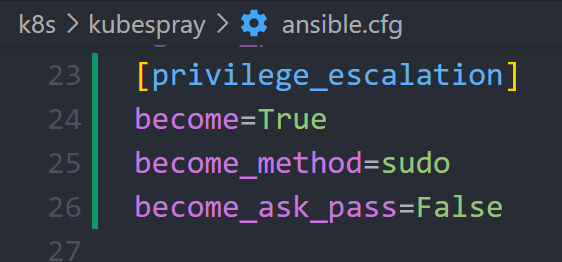 k8s > kubespray > ansible.cfg
23 [privilege_escalation]
24 become=True
25 become_method=sudo
26 become_ask_pass=False
27